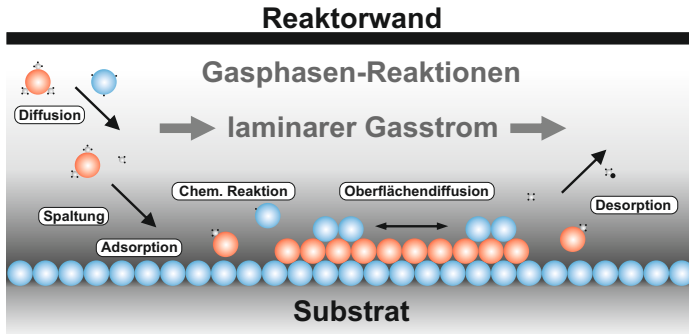 Reaktorwand
Gasphasen-Reaktionen
Diffusion
laminarer Gasstrom
Chem. Reaktion
Oberflächendiffusion
Desorption
Spaltung
Adsorption
Substrat